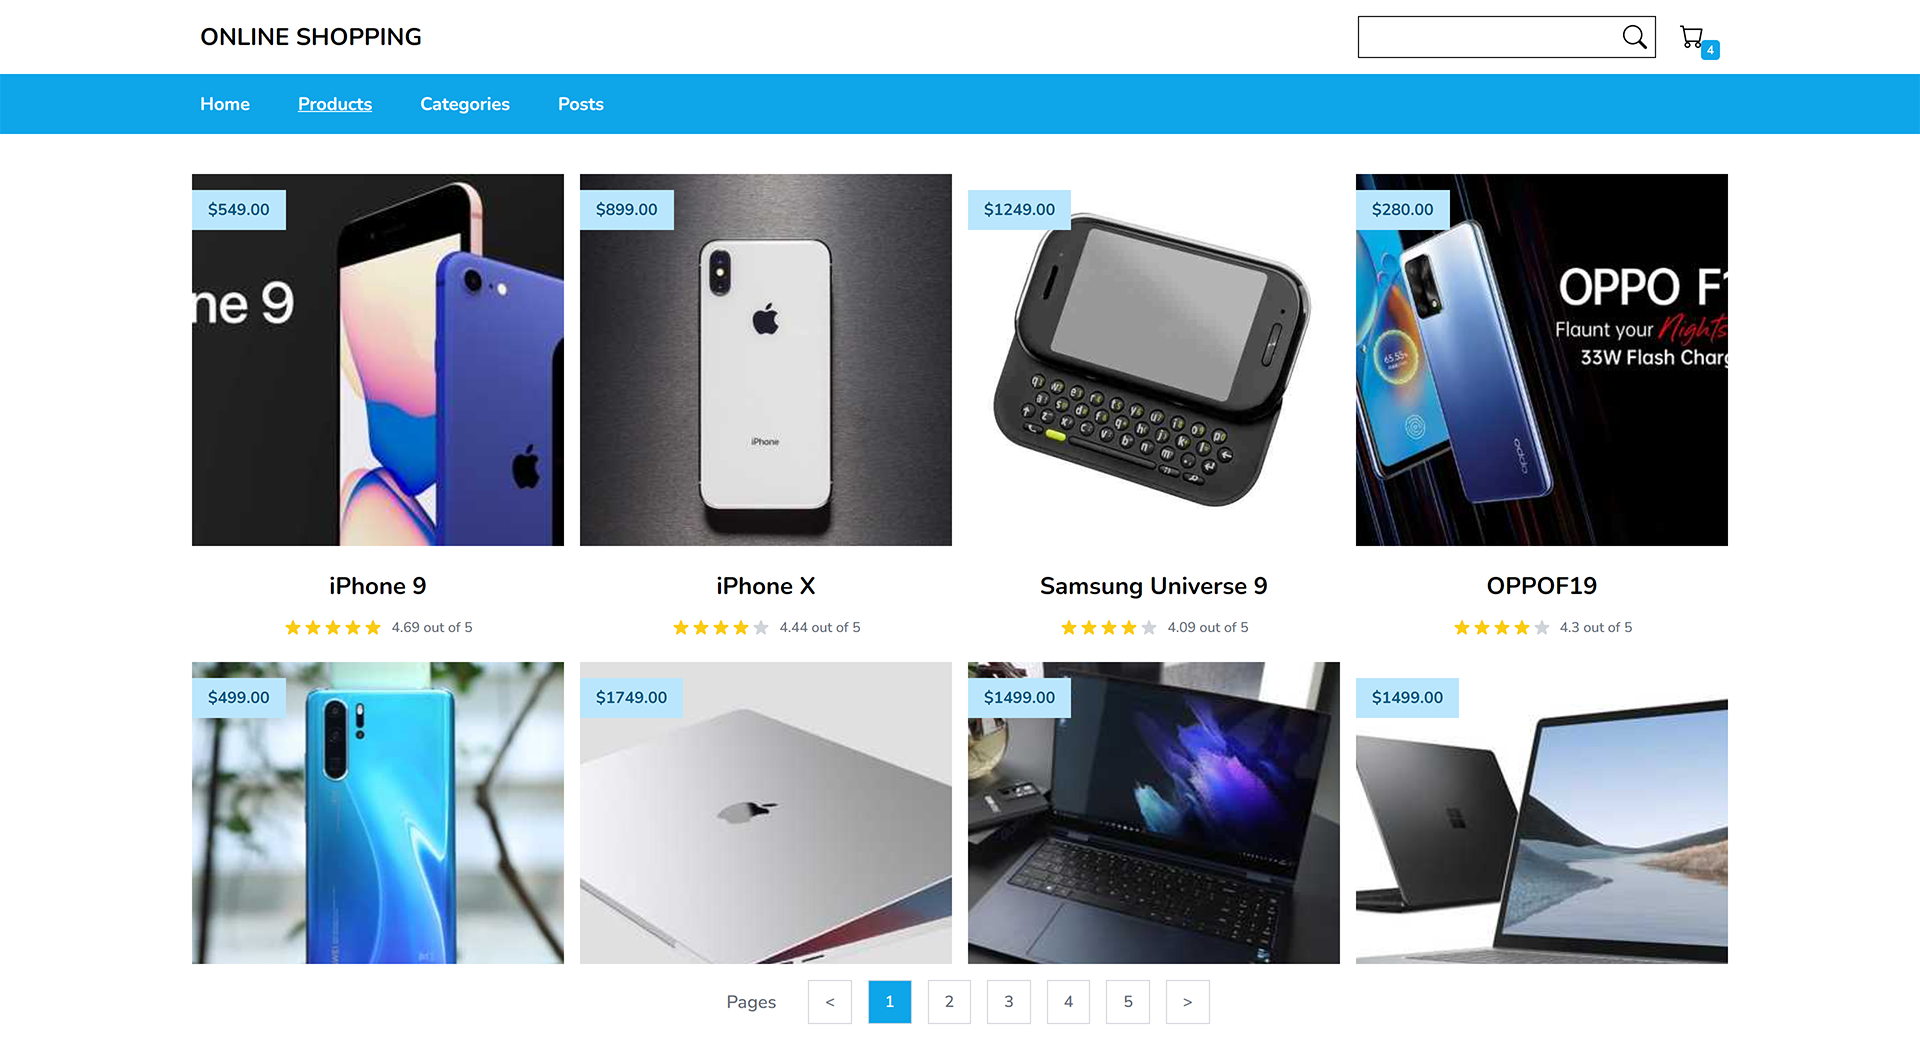 ONLINE SHOPPING
4
Home Products Categories Posts
$549.00
$899.00
$1249.00
$280.00
ne 9
iPhone
OPPO F1
Flaunt your Nights
33W Flash Charg
65.55
oppo
q w e r t y u i o p
a s d f g h j k l
z x c v b n m
iPhone 9
iPhone X
Samsung Universe 9
OPPOF19
4.69 out of 5
4.44 out of 5
4.09 out of 5
4.3 out of 5
$499.00
$1749.00
$1499.00
$1499.00
Pages < 1 2 3 4 5 >